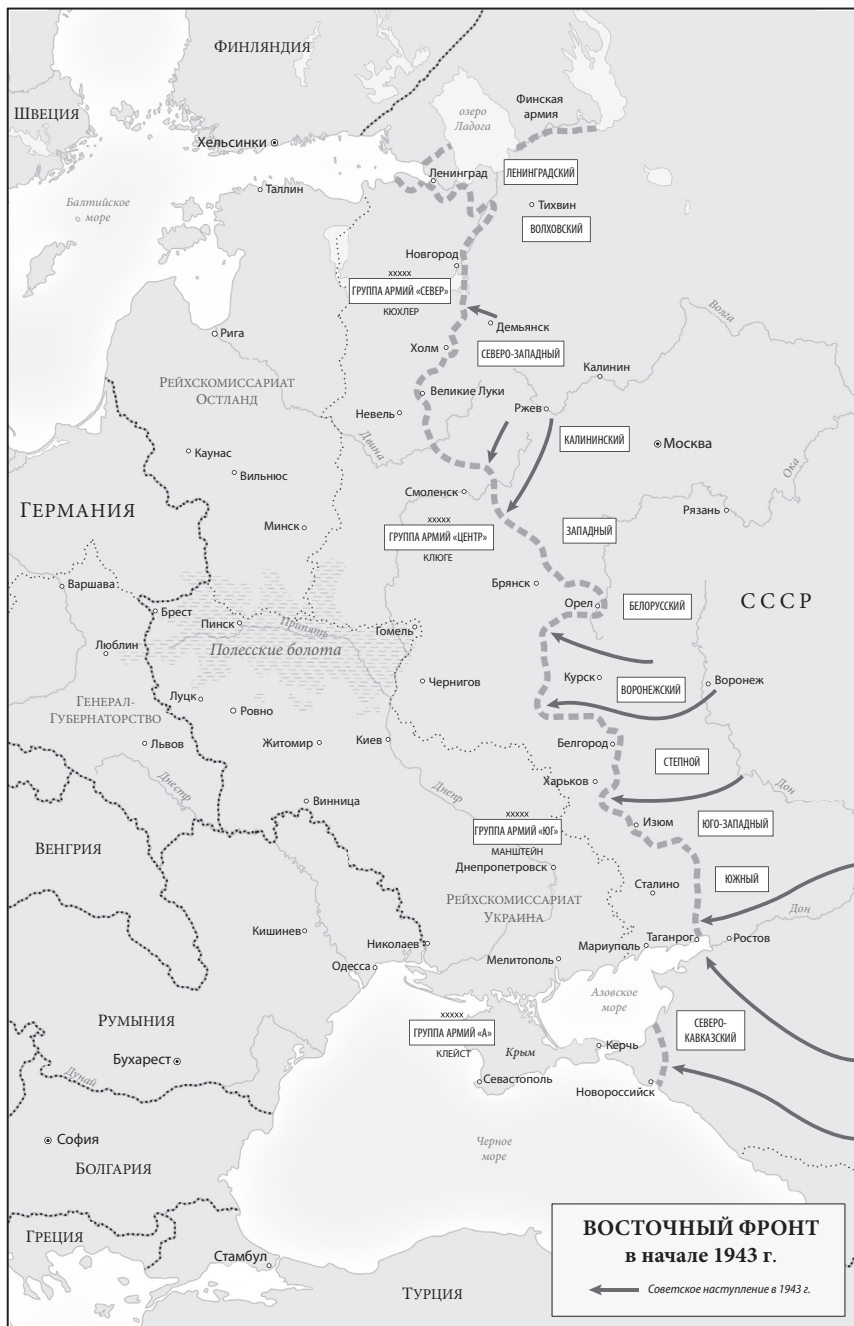 ФИНЛЯНДИЯ
ШВЕЦИЯ
Хельсинки
озеро
Ладога
Финская
армия
Ленинград
ЛЕНИНГРАДСКИЙ
Таллин
Тихвин
Балтийское
море
ВОЛХОВСКИЙ
Новгород
XXXXX
ГРУППА АРМИЙ «СЕВЕР»
КЮХЛЕР
Волга
Демьянск
Рига
Холм
СЕВЕРО-ЗАПАДНЫЙ
Калинин
РЕЙХСКОМИССАРИАТ
ОСТЛАНД
Великие Луки
Невель
Ржев
Двина
КАЛИНИНСКИЙ
Москва
Каунас
Вильнюс
Ока
Смоленск
ГЕРМАНИЯ
Рязань
Минск
XXXXX
ГРУППА АРМИЙ «ЦЕНТР»
КЛЮГЕ
ЗАПАДНЫЙ
Варшава
Брянск
СССР
Брест
Орел
БЕЛОРУССКИЙ
Пинск
Припять
Гомель
Люблин
Полесские болота
Чернигов
Курск
ВОРОНЕЖСКИЙ
Воронеж
ГЕНЕРАЛ-
ГУБЕРНАТОРСТВО
Луцк
Ровно
Львов
Житомир
Киев
Белгород
СТЕПНОЙ
Днестр
Днепр
Харьков
Дон
Винница
XXXXX
ГРУППА АРМИЙ «ЮГ»
МАНШТЕЙН
Изюм
ЮГО-ЗАПАДНЫЙ
ВЕНГРИЯ
Днепропетровск
ЮЖНЫЙ
Сталино
РЕЙХСКОМИССАРИАТ
УКРАИНА
Дон
Кишинев
Николаев
Таганрог
Ростов
Мариуполь
Одесса
Мелитополь
Азовское
море
РУМЫНИЯ
XXXXX
ГРУППА АРМИЙ «А»
КЛЕЙСТ
СЕВЕРО-
КАВКАЗСКИЙ
Бухарест
Крым
Керчь
Дунай
Севастополь
Новороссийск
София
Черное
море
БОЛГАРИЯ
ГРЕЦИЯ
Стамбул
ТУРЦИЯ
ВОСТОЧНЫЙ ФРОНТ
в начале 1943 г.
Советское наступление в 1943 г.